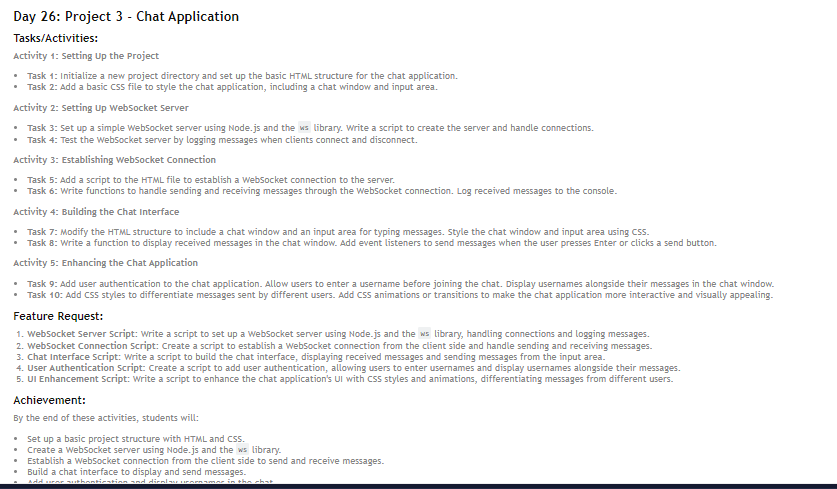 Day 26: Project 3 - Chat Application
Tasks/Activities:
Activity 1: Setting Up the Project
• Task 1: Initialize a new project directory and set up the basic HTML structure for the chat application.
• Task 2: Add a basic CSS file to style the chat application, including a chat window and input area.
Activity 2: Setting Up WebSocket Server
• Task 3: Set up a simple WebSocket server using Node.js and the ws library. Write a script to create the server and handle connections.
• Task 4: Test the WebSocket server by logging messages when clients connect and disconnect.
Activity 3: Establishing WebSocket Connection
• Task 5: Add a script to the HTML file to establish a WebSocket connection to the server.
• Task 6: Write functions to handle sending and receiving messages through the WebSocket connection. Log received messages to the console.
Activity 4: Building the Chat Interface
• Task 7: Modify the HTML structure to include a chat window and an input area for typing messages. Style the chat window and input area using CSS.
• Task 8: Write a function to display received messages in the chat window. Add event listeners to send messages when the user presses Enter or clicks a send button.
Activity 5: Enhancing the Chat Application
• Task 9: Add user authentication to the chat application. Allow users to enter a username before joining the chat. Display usernames alongside their messages in the chat window.
• Task 10: Add CSS styles to differentiate messages sent by different users. Add CSS animations or transitions to make the chat application more interactive and visually appealing.
Feature Request:
1. WebSocket Server Script: Write a script to set up a WebSocket server using Node.js and the ws library, handling connections and logging messages.
2. WebSocket Connection Script: Create a script to establish a WebSocket connection from the client side and handle sending and receiving messages.
3. Chat Interface Script: Write a script to build the chat interface, displaying received messages and sending messages from the input area.
4. User Authentication Script: Create a script to add user authentication, allowing users to enter usernames and display usernames alongside their messages.
5. UI Enhancement Script: Write a script to enhance the chat application's UI with CSS styles and animations, differentiating messages from different users.
Achievement:
By the end of these activities, students will:
• Set up a basic project structure with HTML and CSS.
• Create a WebSocket server using Node.js and the ws library.
• Establish a WebSocket connection from the client side to send and receive messages.
• Build a chat interface to display and send messages.
• Add user authentication and display usernames in the chat.